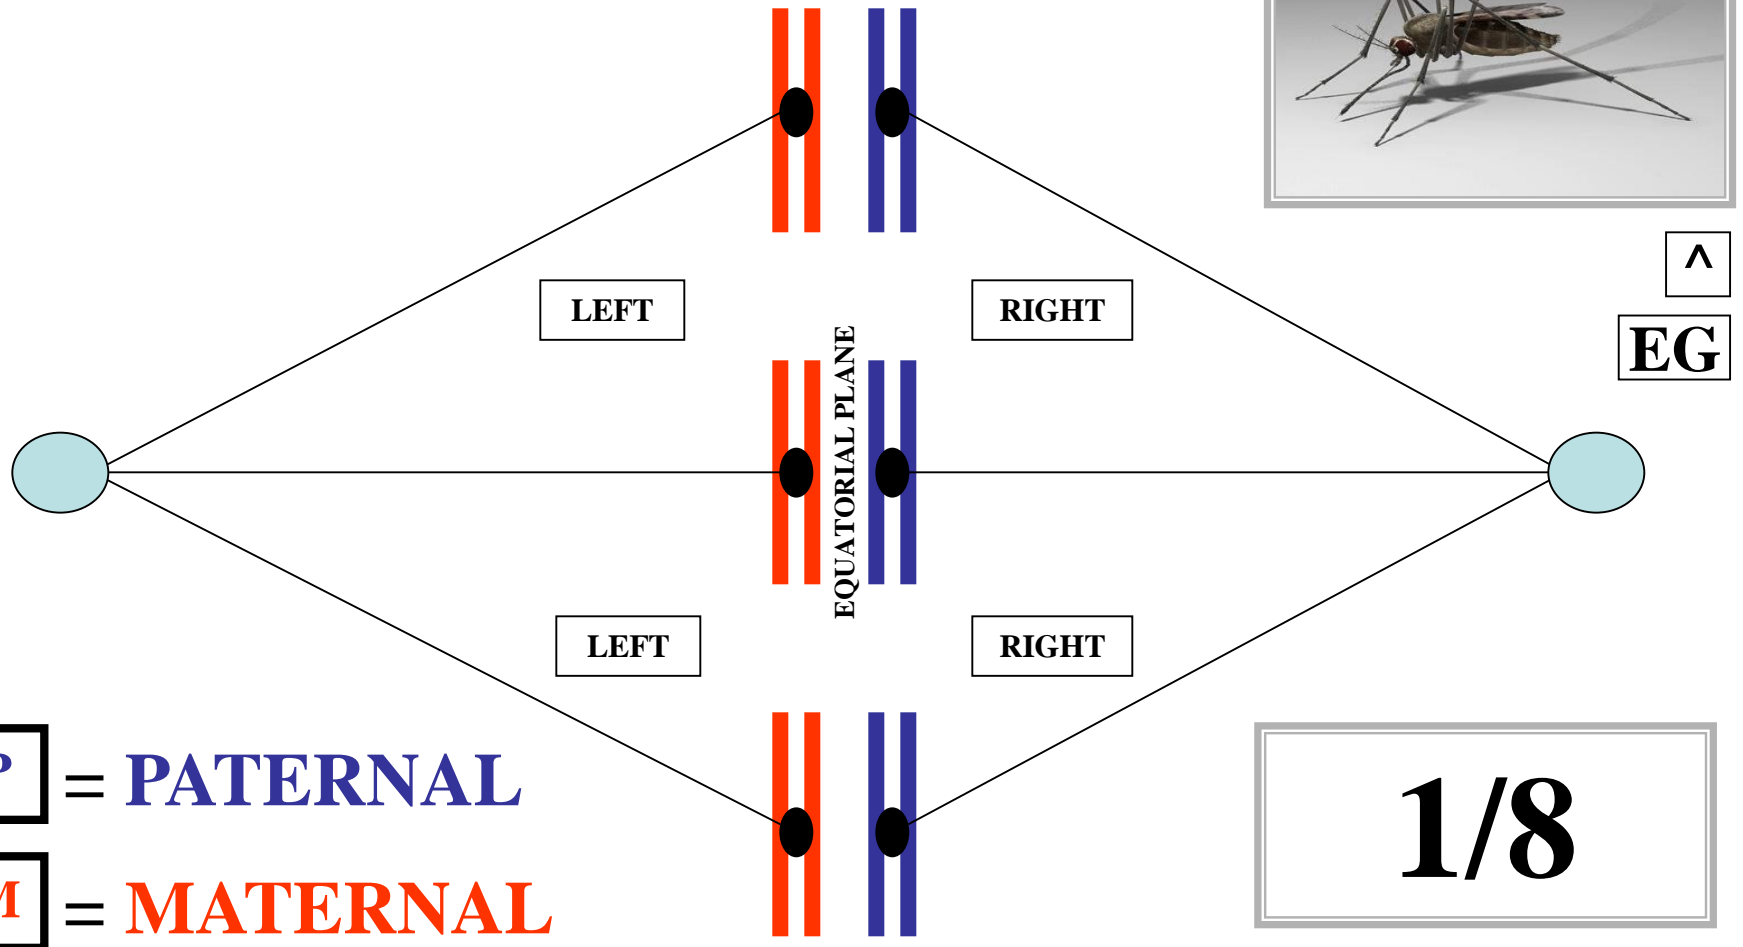 LEFT
RIGHT
^
EG
EQUATORIAL PLANE
LEFT
RIGHT
P = PATERNAL
M = MATERNAL
1/8